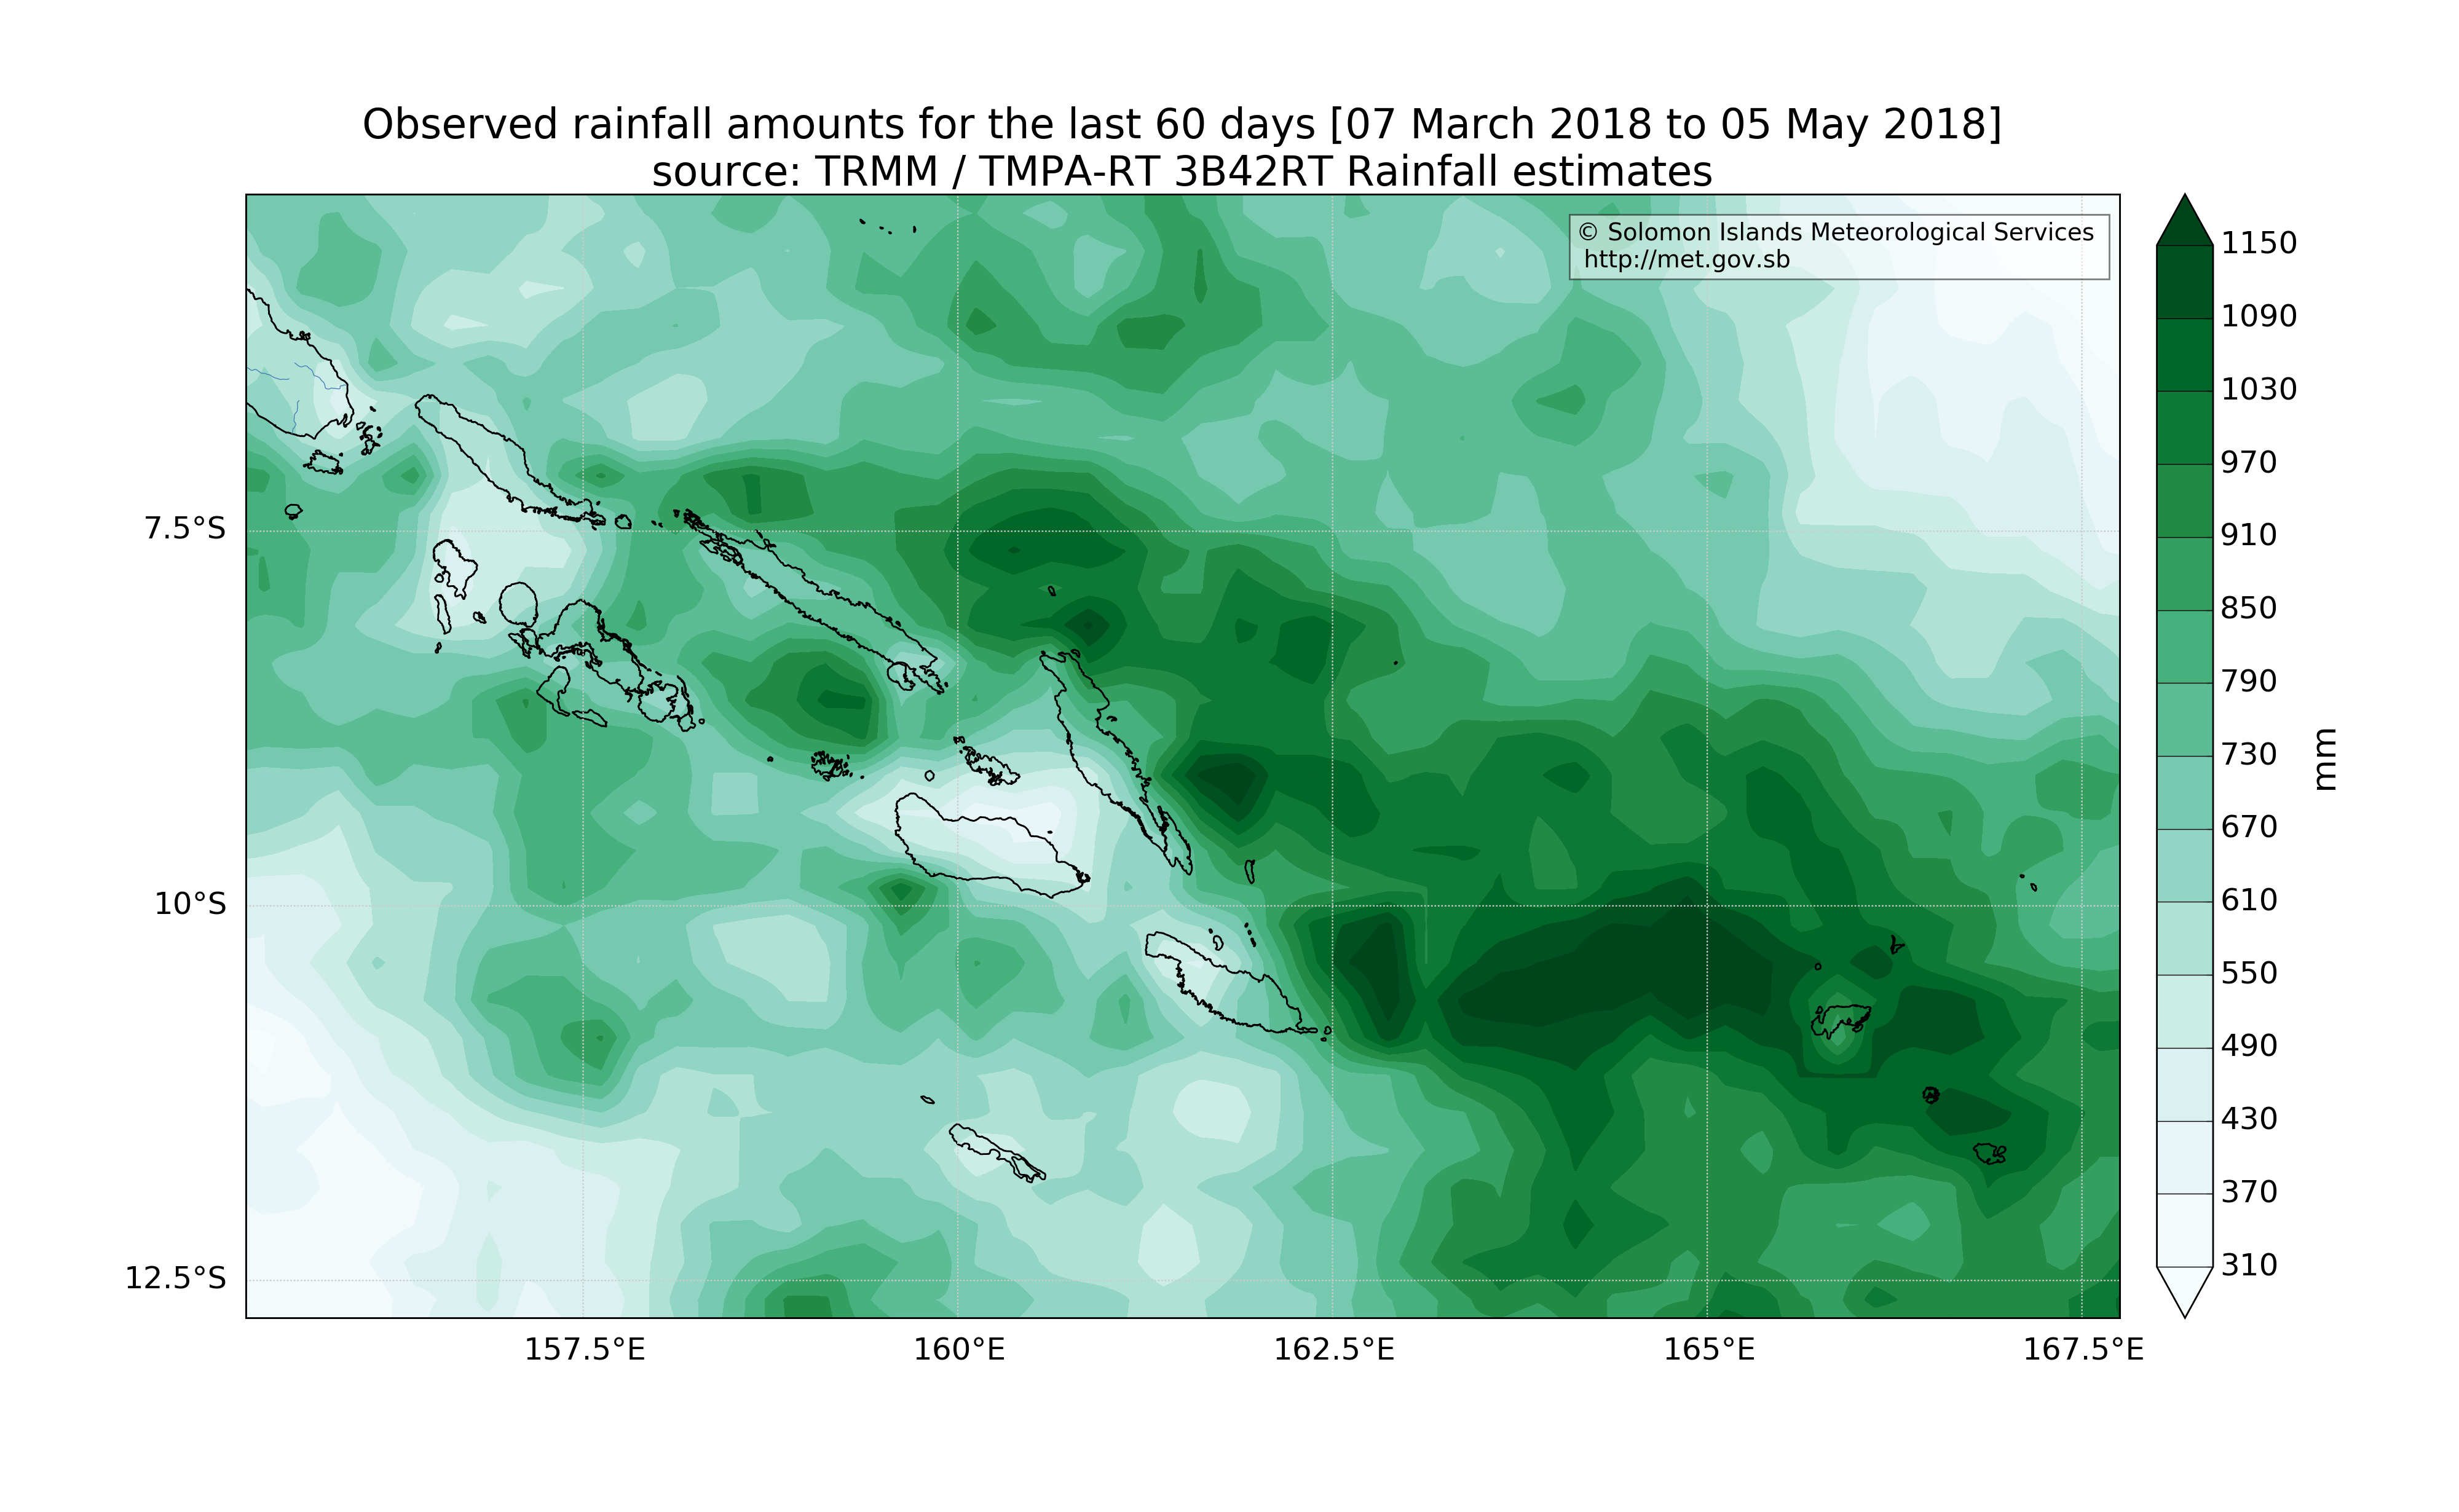 Observed rainfall amounts for the last 60 days [07 March 2018 to 05 May 2018]
source: TRMM / TMPA-RT 3B42RT Rainfall estimates
© Solomon Islands Meteorological Services
http://met.gov.sb
7.5°S
10°S
12.5°S
157.5°E
160°E
162.5°E
165°E
167.5°E
1150
1090
1030
970
910
850
790
730
670
610
550
490
430
370
310
mm